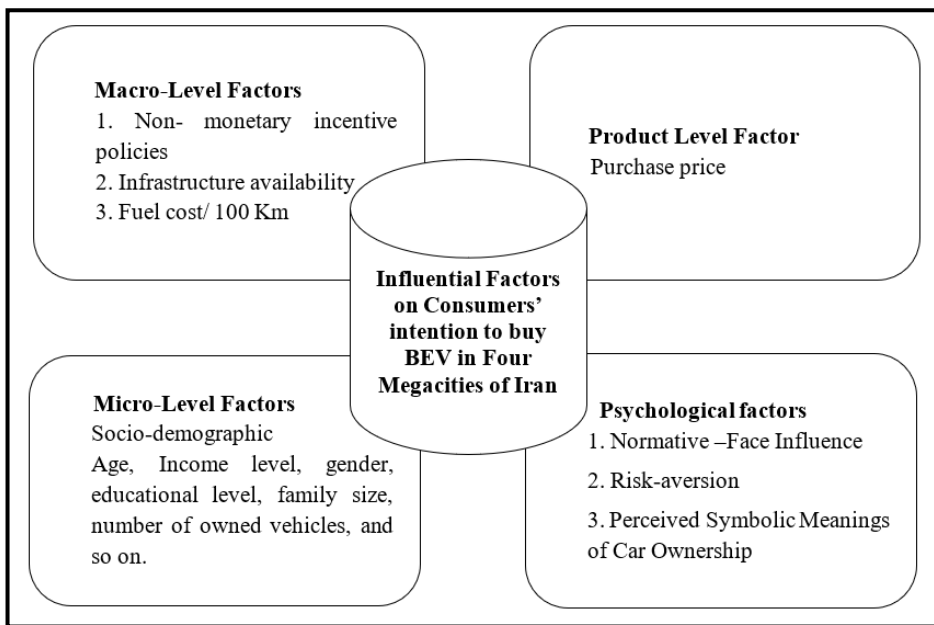 Macro-Level Factors
1. Non- monetary incentive
policies
2. Infrastructure availability
3. Fuel cost/ 100 Km
Product Level Factor
Purchase price
Influential Factors
on Consumers’
intention to buy
BEV in Four
Megacities of Iran
Micro-Level Factors
Socio-demographic
Age, Income level, gender,
educational level, family size,
number of owned vehicles, and
so on.
Psychological factors
1. Normative –Face Influence
2. Risk-aversion
3. Perceived Symbolic Meanings
of Car Ownership